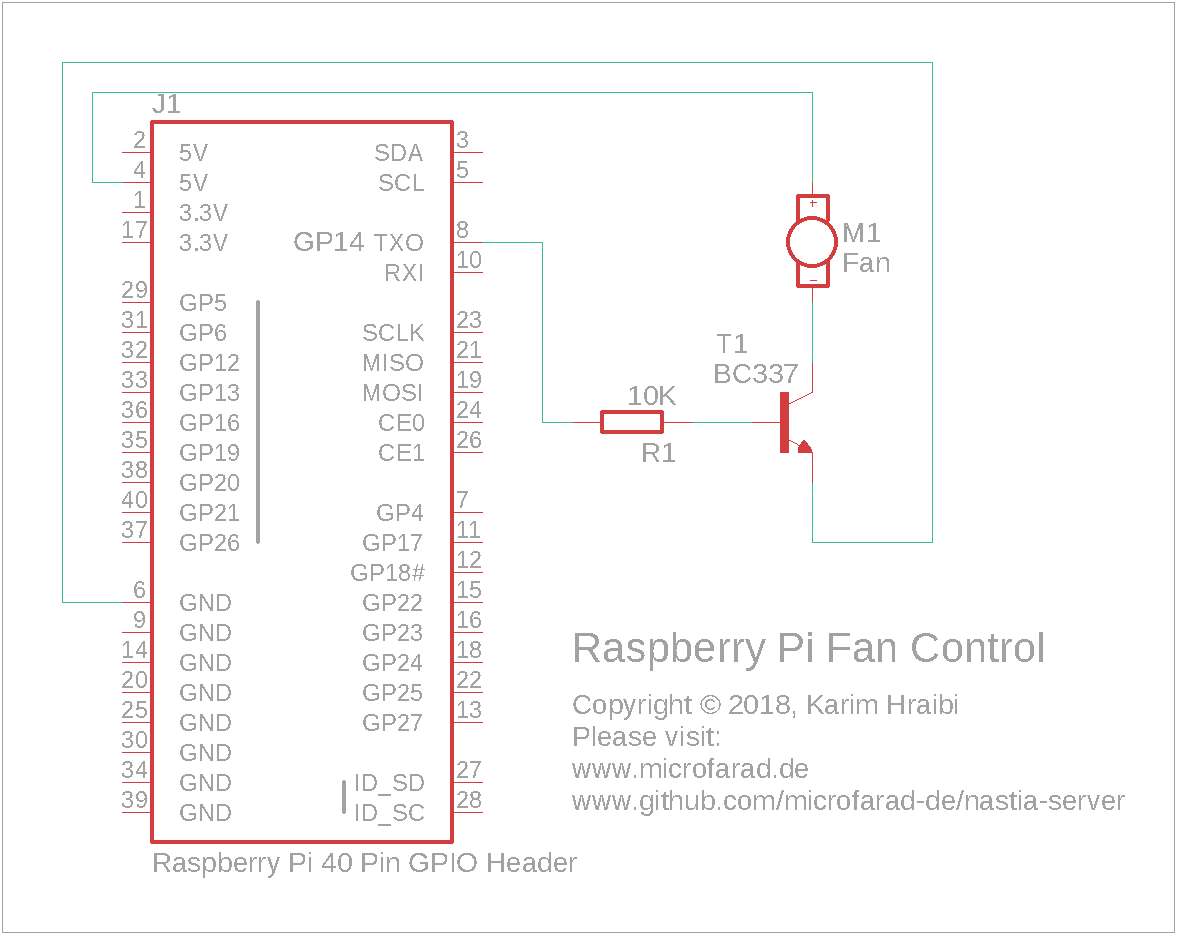 J1
2 5V SDA 3
4 5V SCL 5
1 3.3V
17 3.3V GP14 TXO 8
RXI 10
29 GP5
31 GP6 SCLK 23
32 GP12 MISO 21
33 GP13 MOSI 19
36 GP16 CE0 24
35 GP19 CE1 26
38 GP20
40 GP21 GP4 7
37 GP26 GP17 11
GP18# 12
6 GND GP22 15
9 GND GP23 16
14 GND GP24 18
20 GND GP25 22
25 GND GP27 13
30 GND
34 GND ID_SD 27
39 GND ID_SC 28
Raspberry Pi 40 Pin GPIO Header
+
M1
Fan
-
T1
BC337
10K
R1
Raspberry Pi Fan Control
Copyright © 2018, Karim Hraibi
Please visit:
www.microfarad.de
www.github.com/microfarad-de/nastia-server